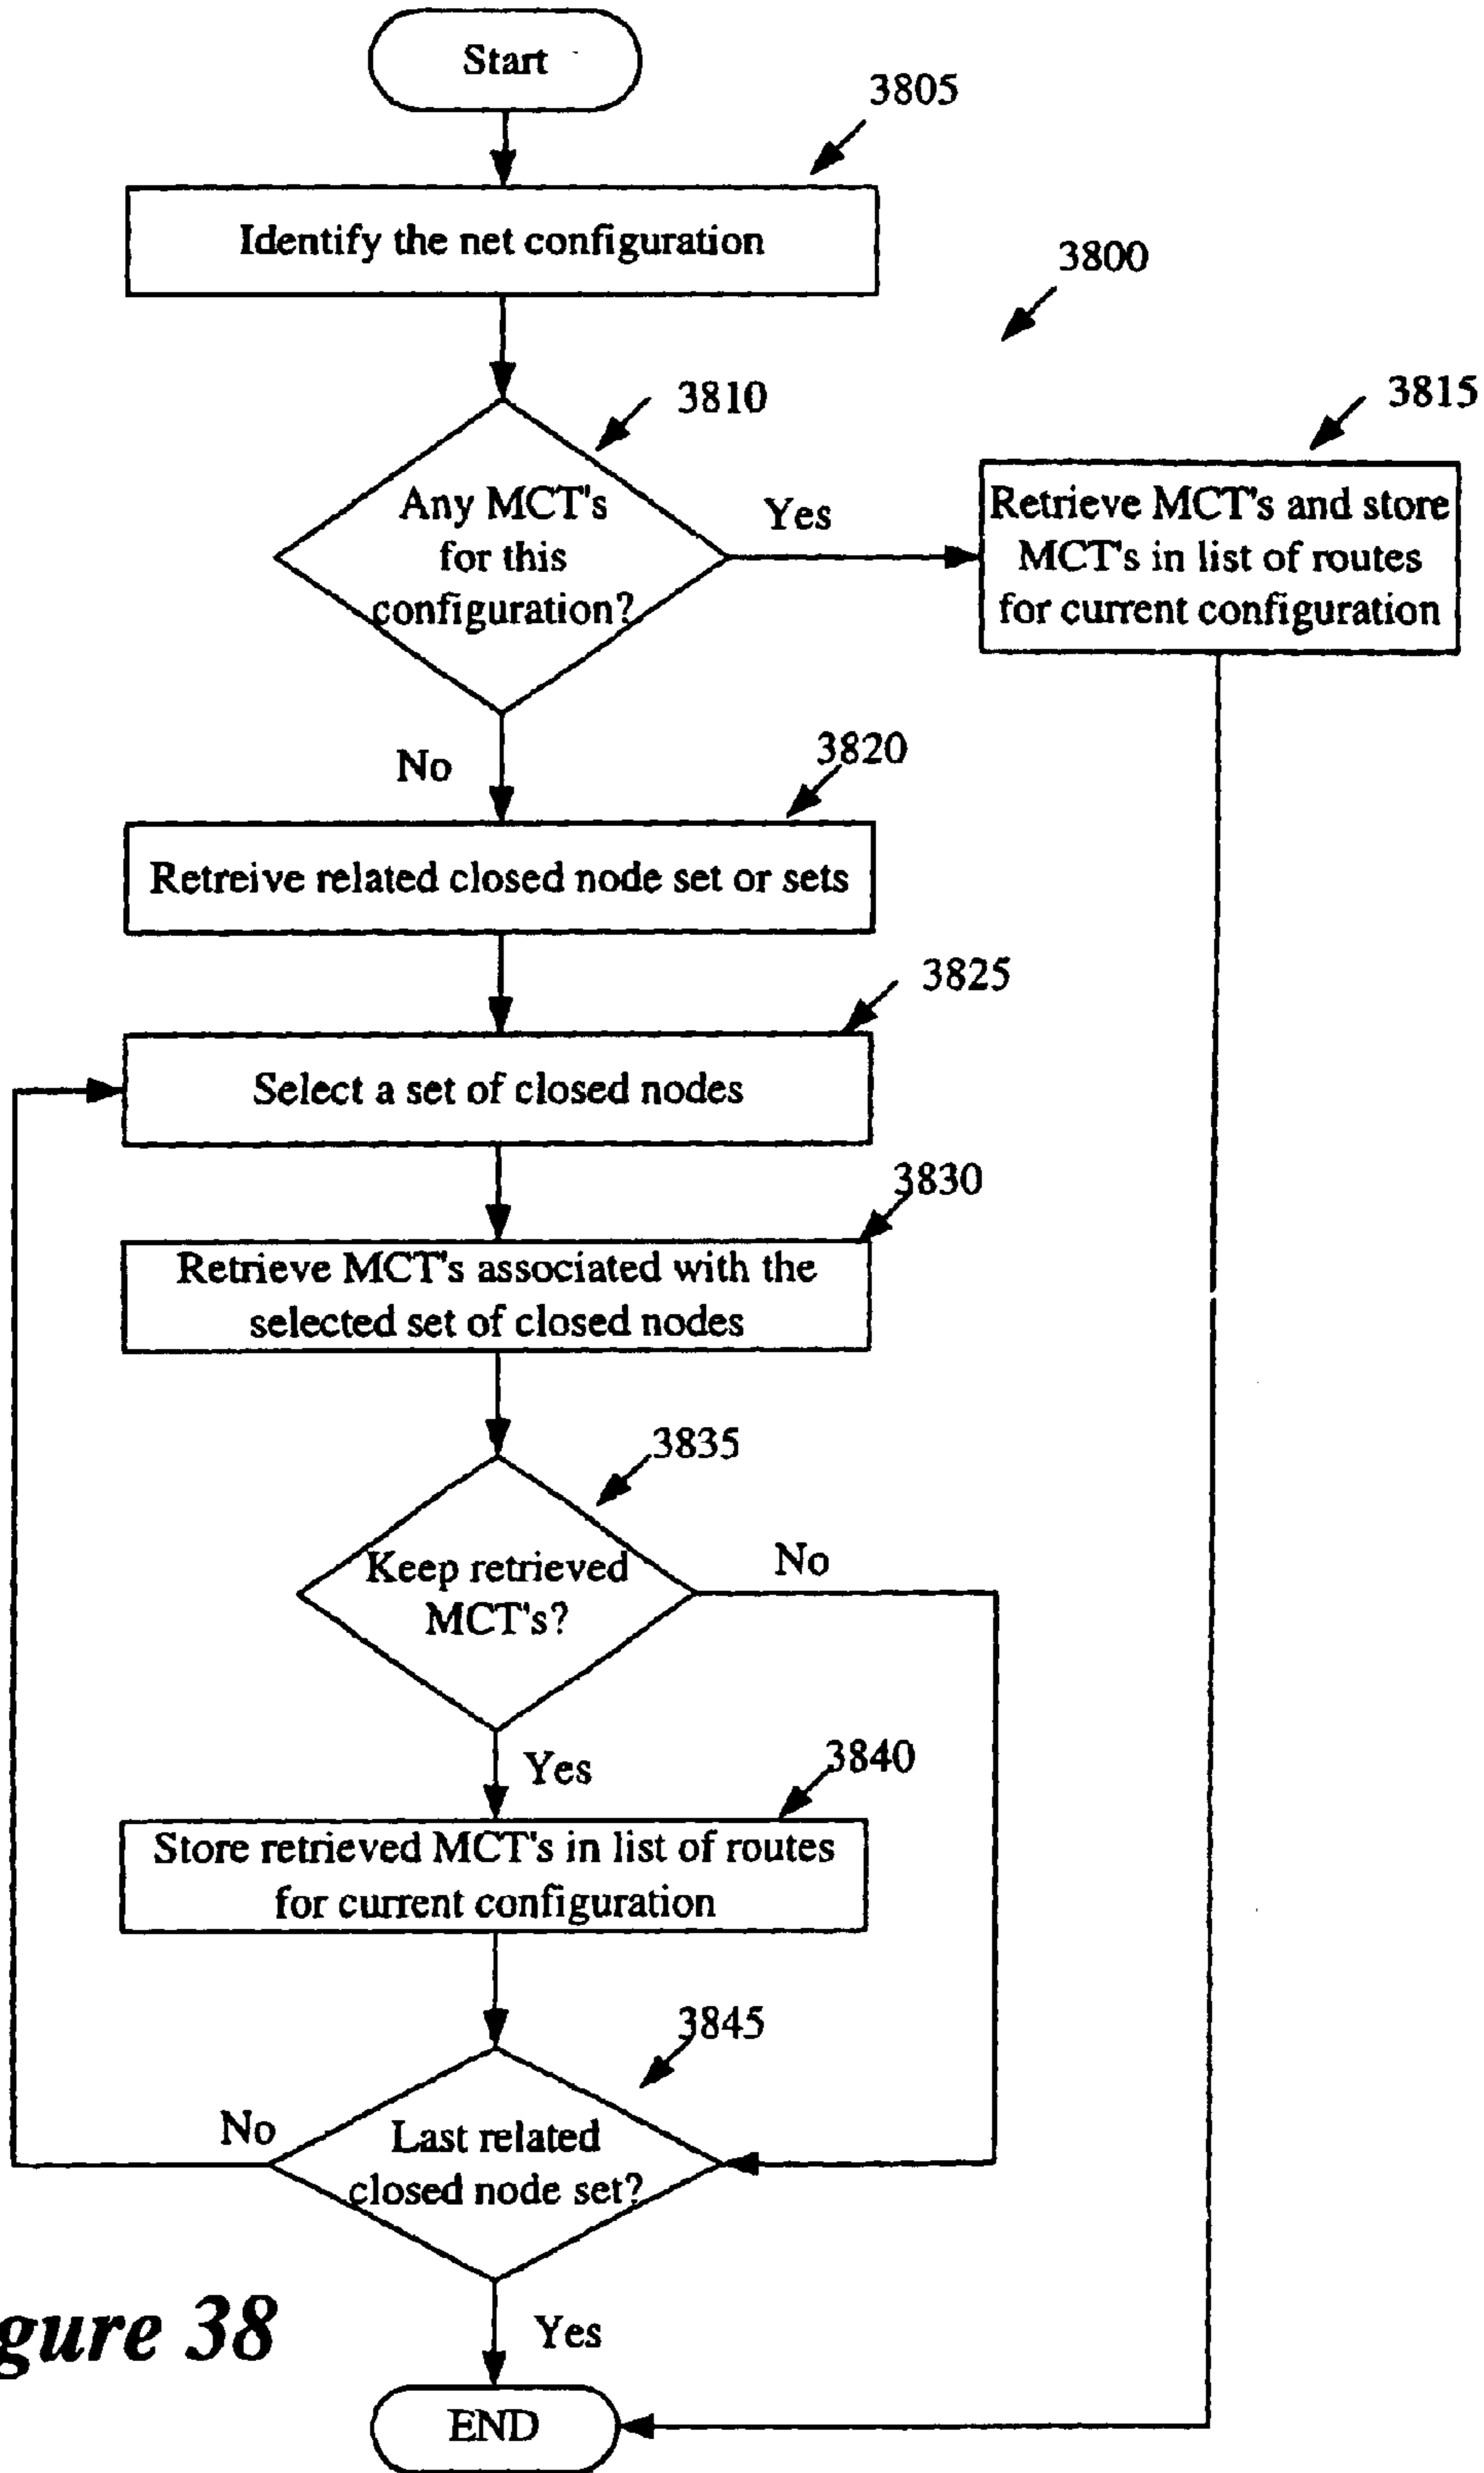 Start
3805
Identify the net configuration
3800
3810
3815
Any MCT's
for this
configuration?
Yes
Retrieve MCT's and store
MCT's in list of routes
for current configuration
No
3820
Retreive related closed node set or sets
3825
Select a set of closed nodes
3830
Retrieve MCT's associated with the
selected set of closed nodes
3835
Keep retrieved
MCT's?
No
Yes
3840
Store retrieved MCT's in list of routes
for current configuration
3845
Last related
closed node set?
No
Yes
gure 38
END